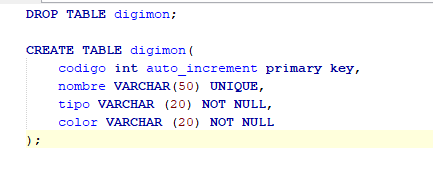 DROP TABLE digimon;
CREATE TABLE digimon(
codigo int auto_increment primary key,
nombre VARCHAR(50) UNIQUE,
tipo VARCHAR (20) NOT NULL,
color VARCHAR (20) NOT NULL
);